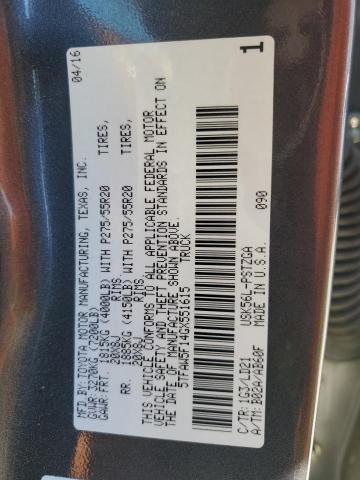 MFD.BY: TOYOTA MOTOR MANUFACTURING, TEXAS, INC. 04/16
GVWR: 3270KG (7200LB)
GAWR: FRT. 1815KG (4000LB) WITH P275/55R20 TIRES,
20X8J RIMS
RR. 1885KG (4150LB) WITH P275/55R20 TIRES,
20X8J RIMS
THIS VEHICLE CONFORMS TO ALL APPLICABLE FEDERAL MOTOR
VEHICLE SAFETY AND THEFT PREVENTION STANDARDS IN EFFECT ON
THE DATE OF MANUFACTURE SHOWN ABOVE.
5TFAW5F14GX551615 TRUCK
C/TR: 1G3/LD21 USK56L-PSTZGA
A/TM: B02A/AB60F MADE IN U.S.A. 090
1